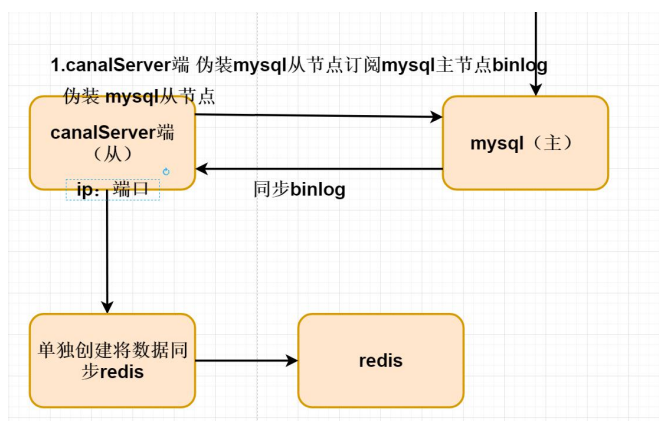 1.canalServer端 伪装mysql从节点订阅mysql主节点binlog
伪装 mysql从节点
canalServer端
（从）
ip：端口
mysql（主）
同步binlog
单独创建将数据同
步redis
redis